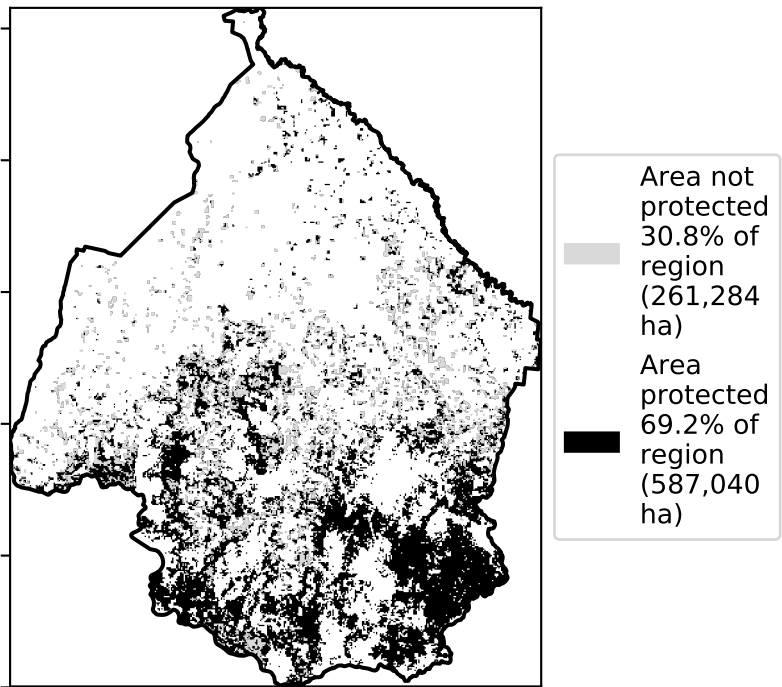 Area not
protected
30.8% of
region
(261,284
ha)
Area
protected
69.2% of
region
(587,040
ha)